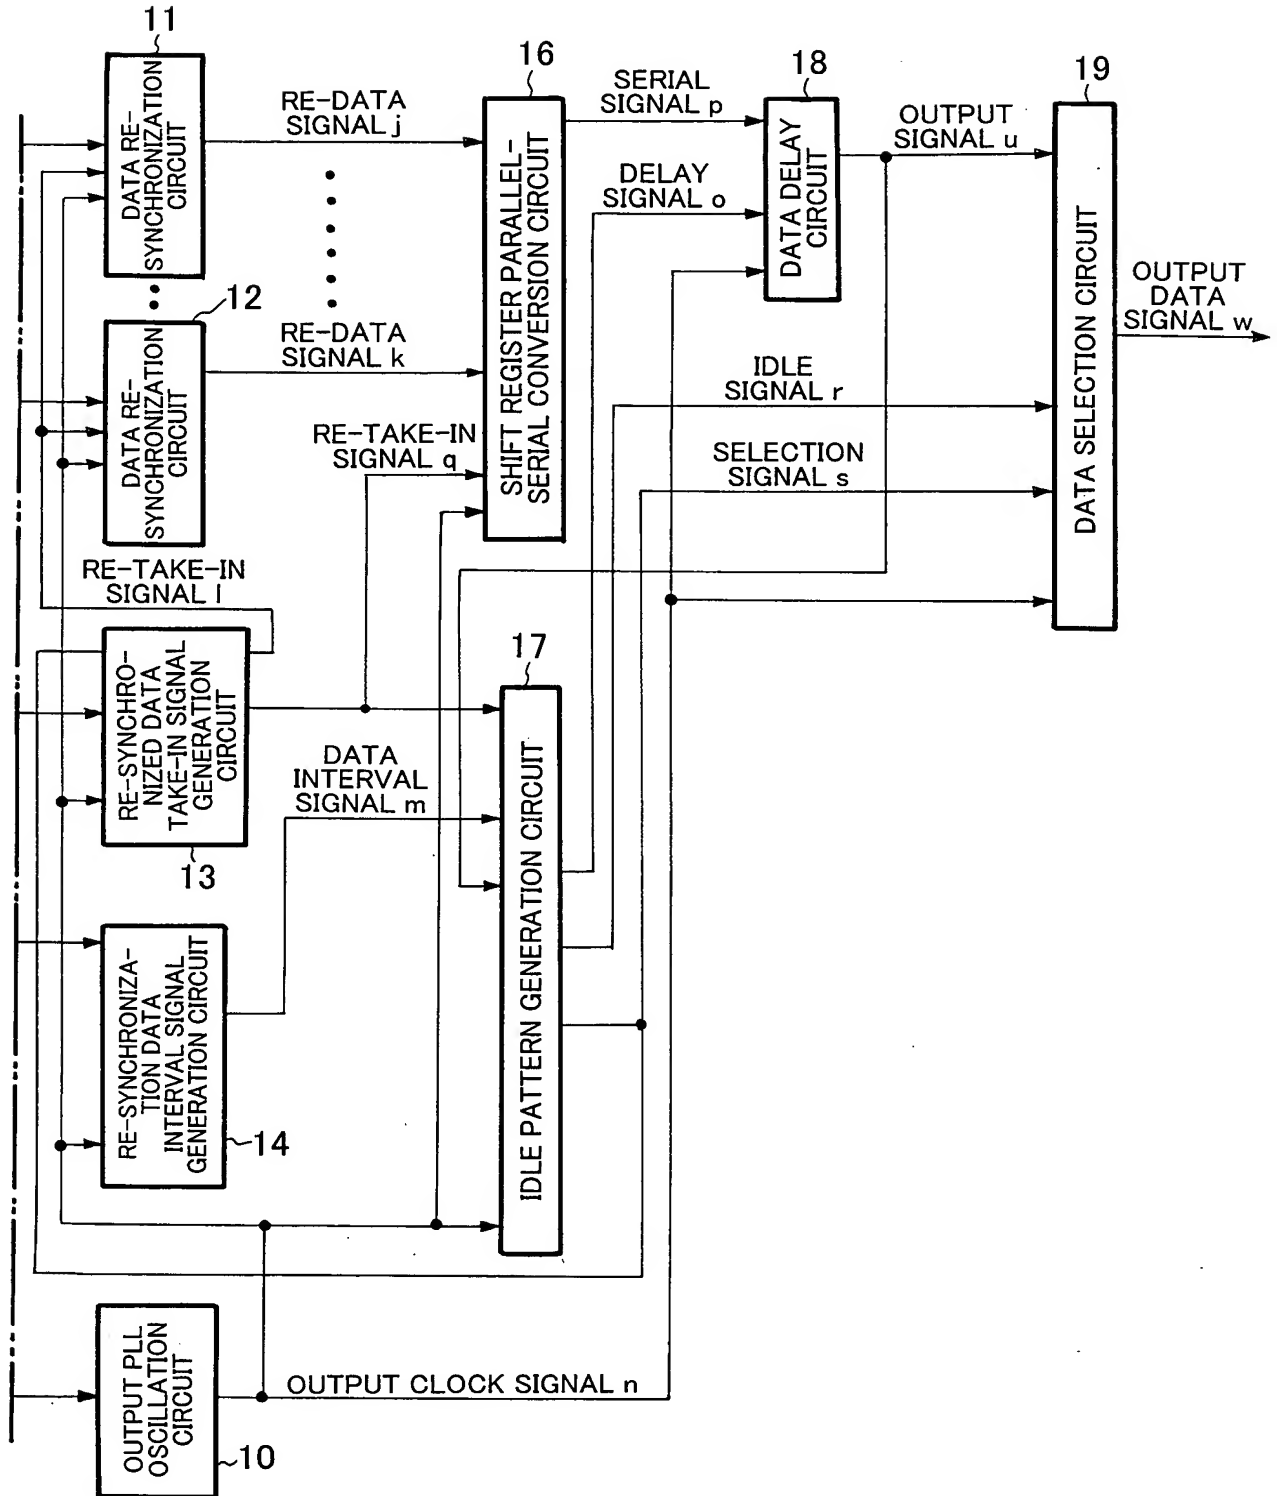 11
DATA RE-
SYNCHRONIZATION
CIRCUIT
RE-DATA
SIGNAL j
16
SHIFT REGISTER PARALLEL-
SERIAL CONVERSION CIRCUIT
SERIAL
SIGNAL p
DELAY
SIGNAL o
18
DATA DELAY
CIRCUIT
OUTPUT
SIGNAL u
19
DATA SELECTION CIRCUIT
OUTPUT
DATA
SIGNAL w
12
DATA RE-
SYNCHRONIZATION
CIRCUIT
RE-DATA
SIGNAL k
RE-TAKE-IN
SIGNAL q
IDLE
SIGNAL r
SELECTION
SIGNAL s
RE-TAKE-IN
SIGNAL l
RE-SYNCHRO-
NIZED DATA
TAKE-IN SIGNAL
GENERATION
CIRCUIT
13
17
IDLE PATTERN GENERATION CIRCUIT
DATA
INTERVAL
SIGNAL m
RE-SYNCHRONIZA-
TION DATA
INTERVAL SIGNAL
GENERATION CIRCUIT
14
OUTPUT PLL
OSCILLATION
CIRCUIT
10
OUTPUT CLOCK SIGNAL n